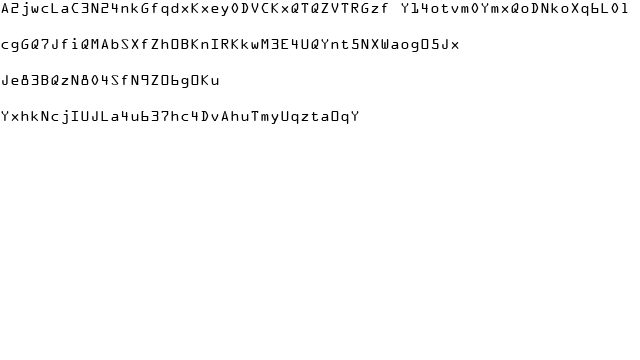 A2jwcLaC3N24nkGfqdxKxey0DVCKxQTQZVTRGzf Y14otvm0YmxQoDNkoXq6L01
cgGQ7JfiQMAbSXfZhOBKnIRKkwM3E4UQYnt5NXWaogO5Jx
Je83BQzN804SfN9ZO6gOKu
YxhkNcjIUJLa4u637hc4DvAhuTmyUqztaOqY